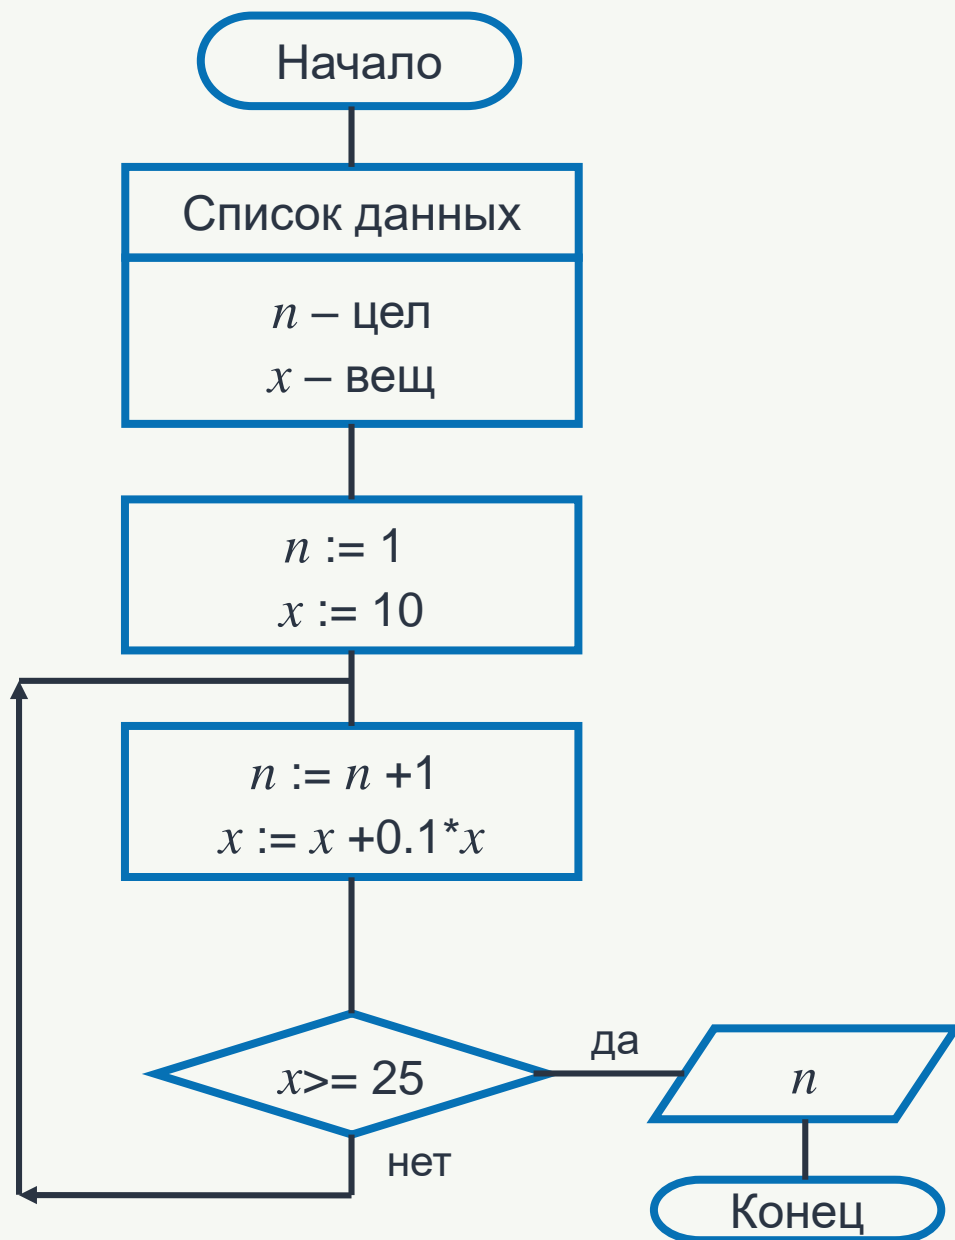 Начало
Список данных
n – цел
x – вещ
n := 1
x := 10
n := n +1
x := x +0.1*x
x>= 25
да
n
нет
Конец